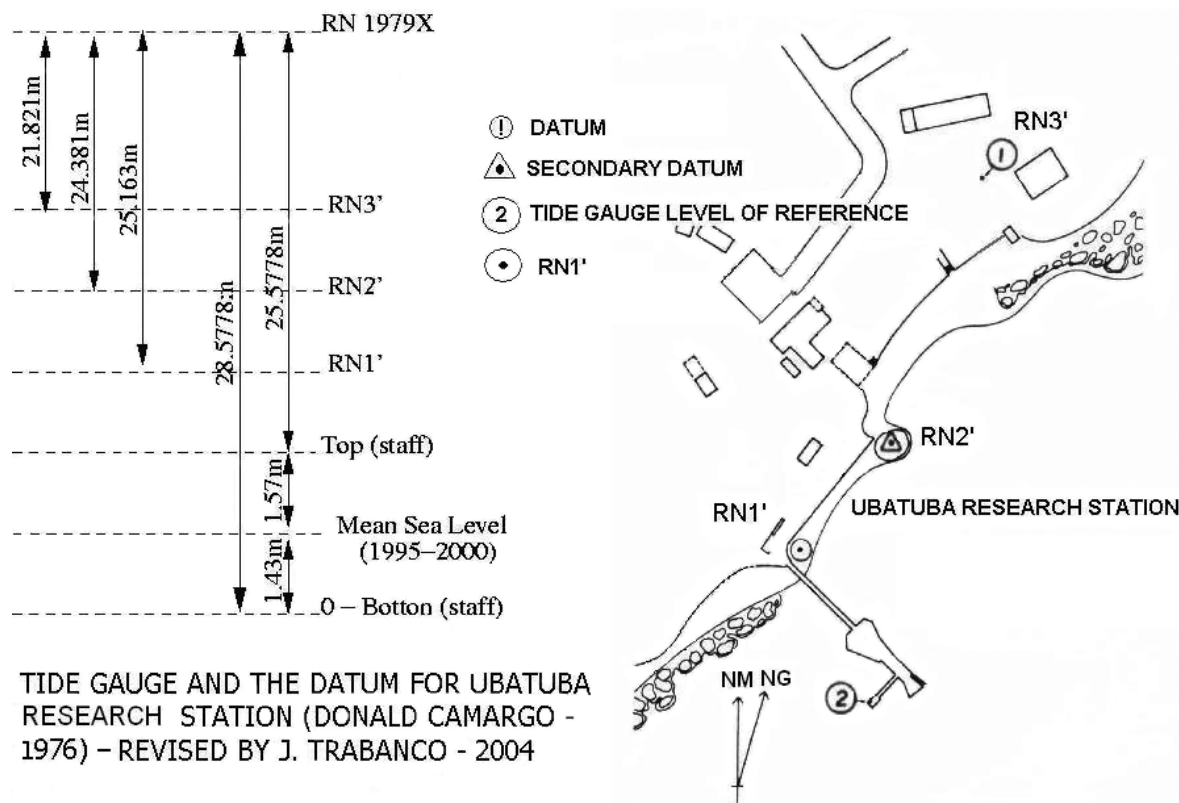 RN 1979X
21.821m
24.381m
25.163m
28.5778m
25.5778m
RN3'
RN2'
RN1'
Top (staff)
1.57m
Mean Sea Level
(1995–2000)
1.43m
0 – Botton (staff)
TIDE GAUGE AND THE DATUM FOR UBATUBA
RESEARCH STATION (DONALD CAMARGO -
1976) – REVISED BY J. TRABANCO - 2004
! DATUM
SECONDARY DATUM
2 TIDE GAUGE LEVEL OF REFERENCE
RN1'
RN3'
1
RN2'
UBATUBA RESEARCH STATION
RN1'
NM NG
2